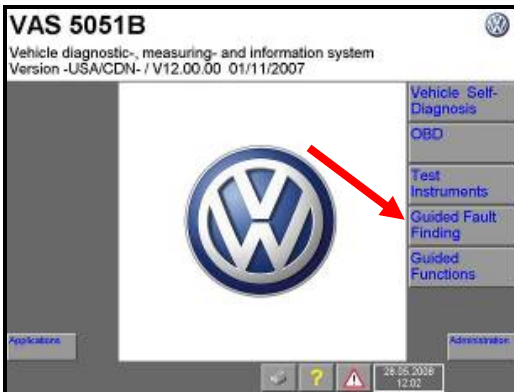 VAS 5051B
Vehicle diagnostic-, measuring- and information system
Version -USA/CDN- / V12.00.00 01/11/2007
Vehicle Self-
Diagnosis
OBD
Test
Instruments
Guided Fault
Finding
Guided
Functions
Applications
Administration
?
28.05.2008
12:02